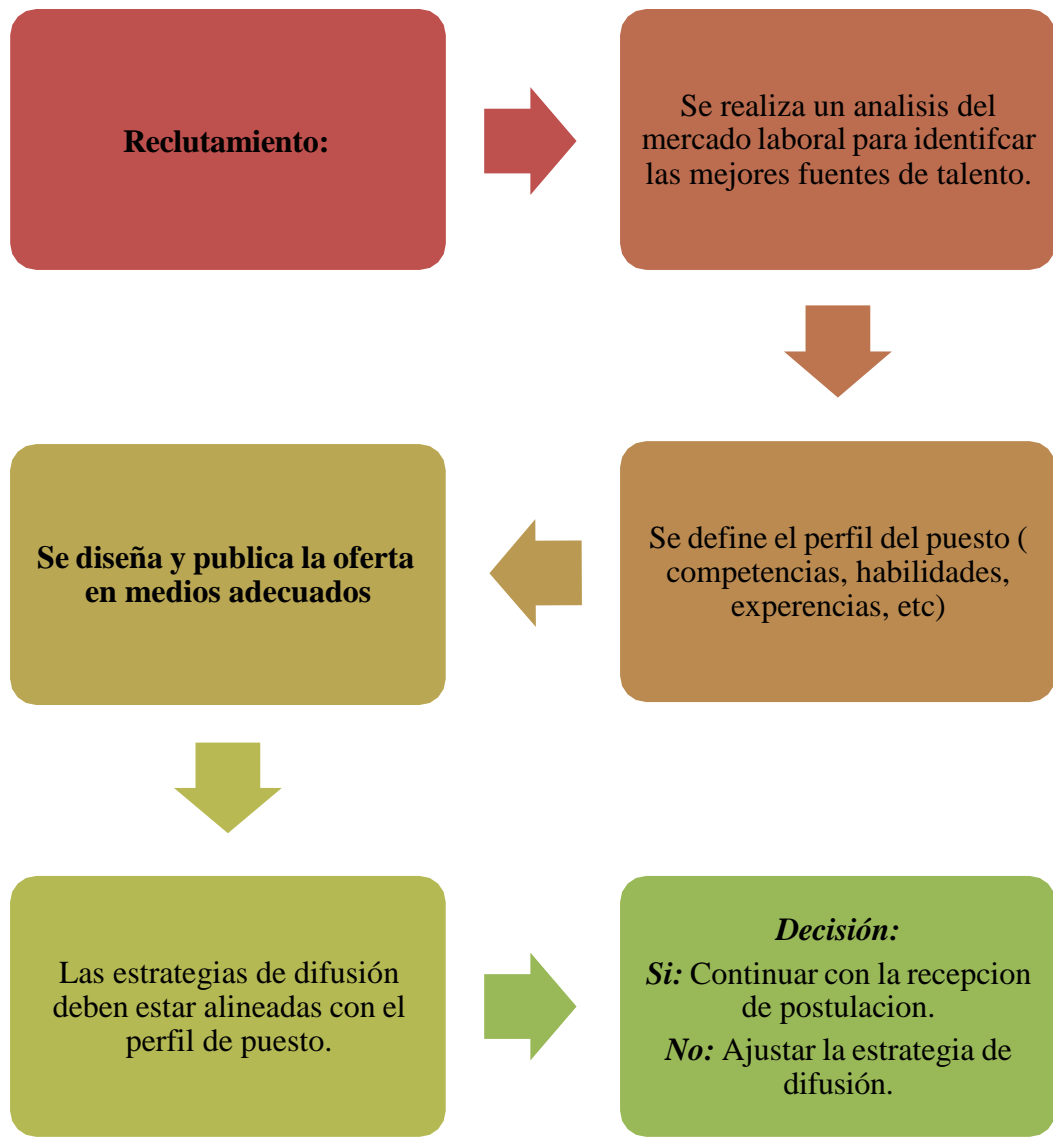 Reclutamiento:
Se realiza un analisis del
mercado laboral para identifcar
las mejores fuentes de talento.
Se define el perfil del puesto (
competencias, habilidades,
experencias, etc)
Se diseña y publica la oferta
en medios adecuados
Las estrategias de difusión
deben estar alineadas con el
perfil de puesto.
Decisión:
Si: Continuar con la recepcion
de postulacion.
No: Ajustar la estrategia de
difusión.